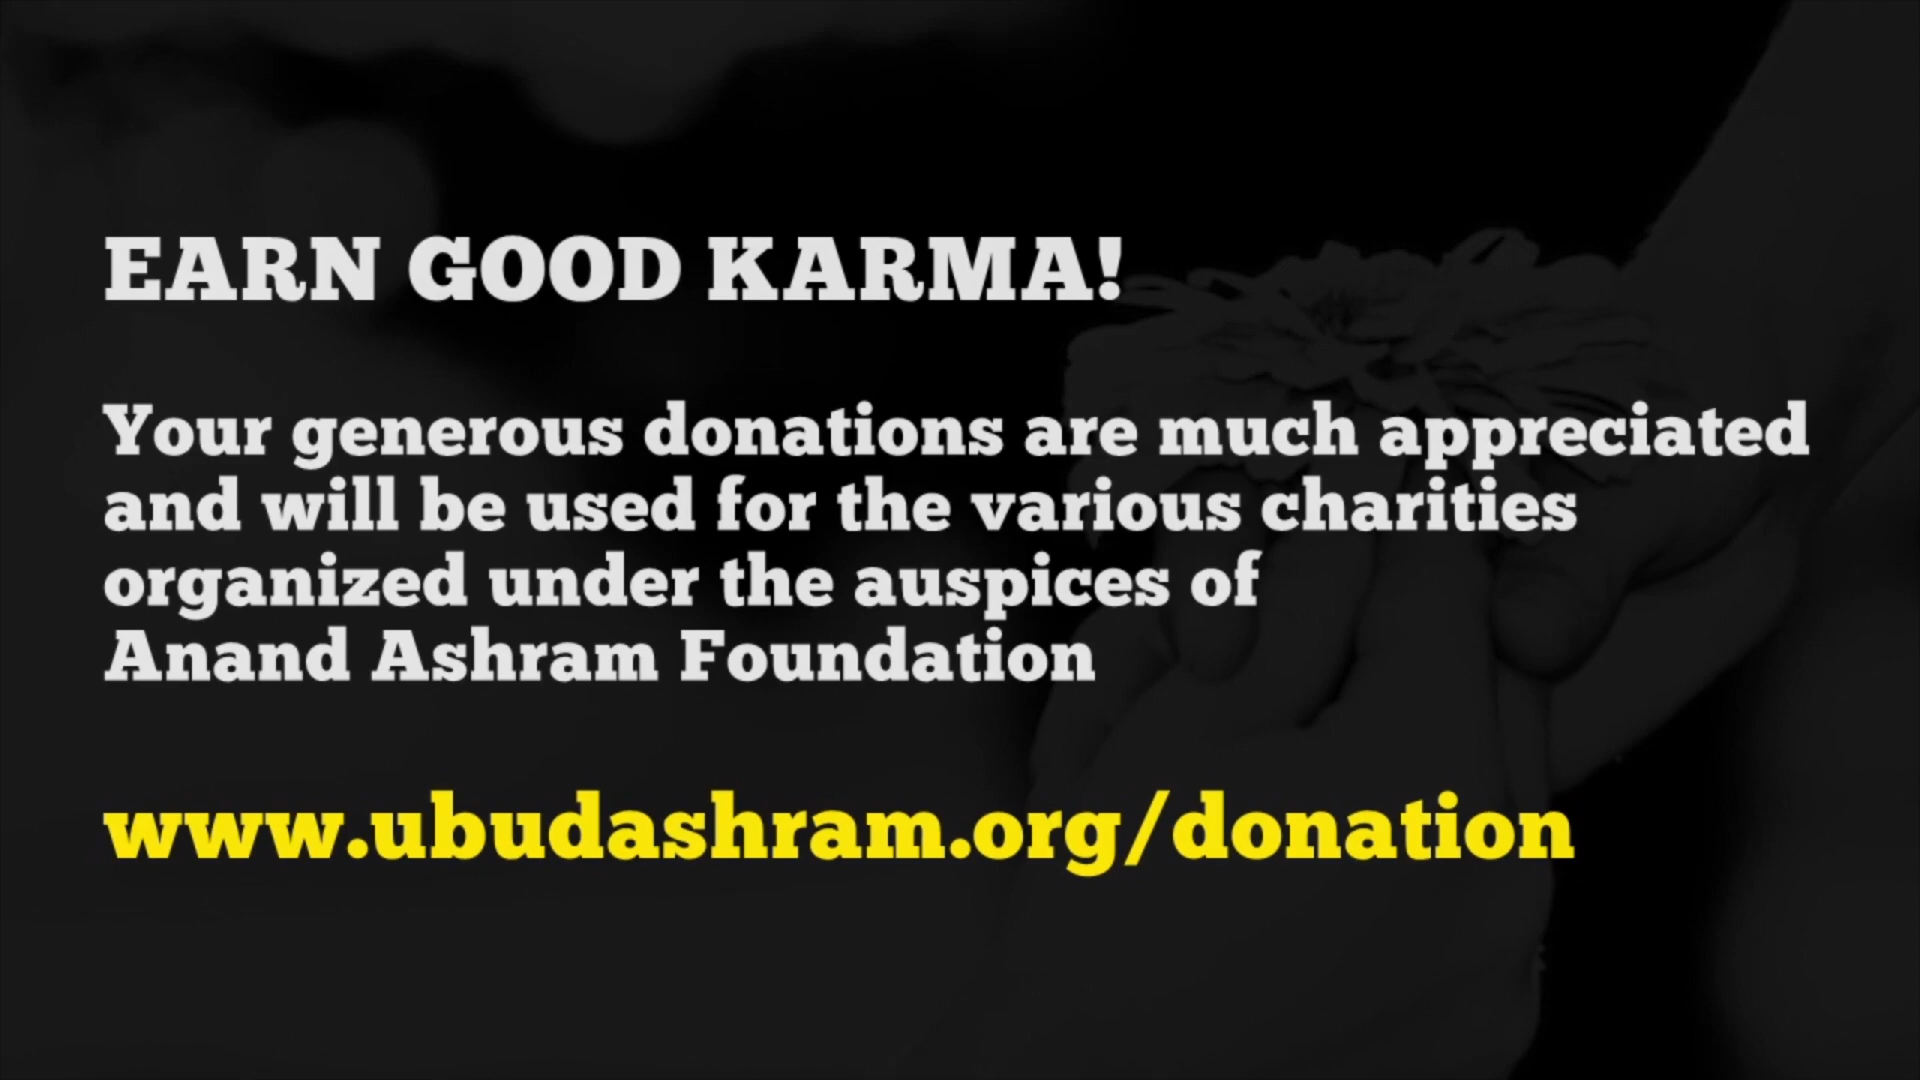 EARN GOOD KARMA!
Your generous donations are much appreciated
and will be used for the various charities
organized under the auspices of
Anand Ashram Foundation
www.ubudashram.org/donation